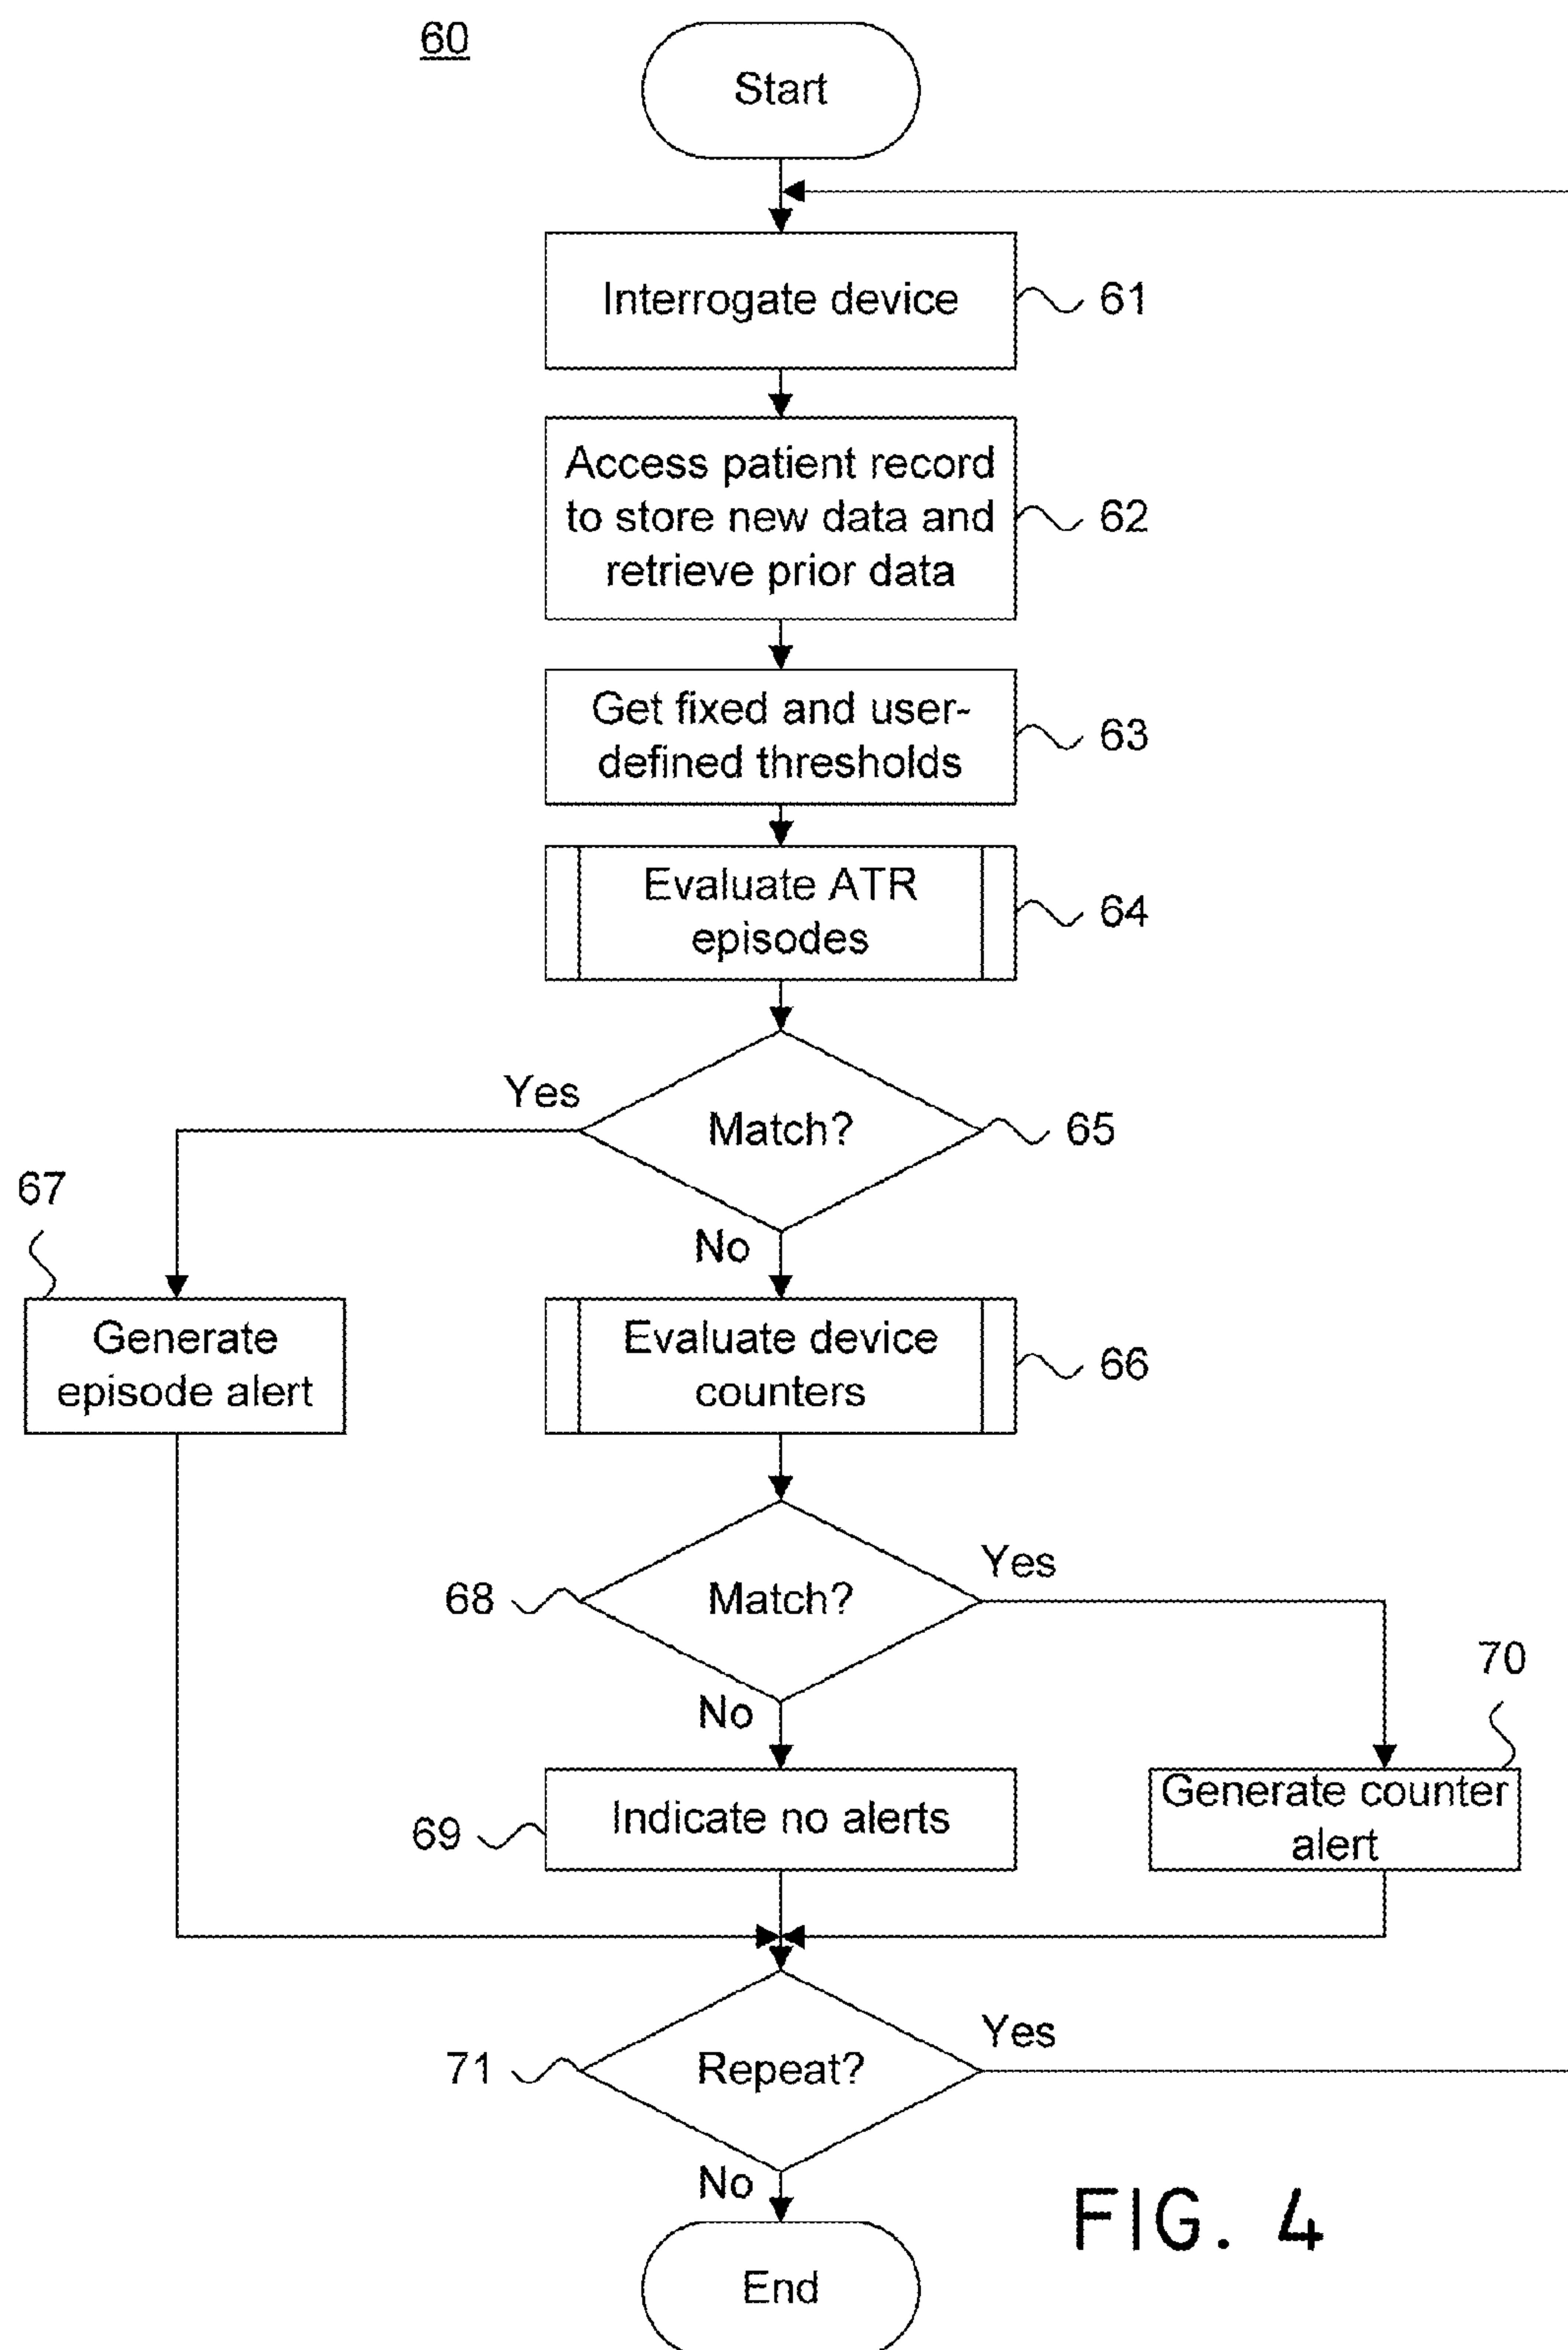 60
Start
Interrogate device
61
Access patient record
to store new data and
retrieve prior data
62
Get fixed and user-
defined thresholds
63
Evaluate ATR
episodes
64
Yes
Match?
65
67
No
Generate
episode alert
Evaluate device
counters
66
68
Match?
Yes
70
No
69
Indicate no alerts
Generate counter
alert
71
Repeat?
Yes
No
FIG. 4
End